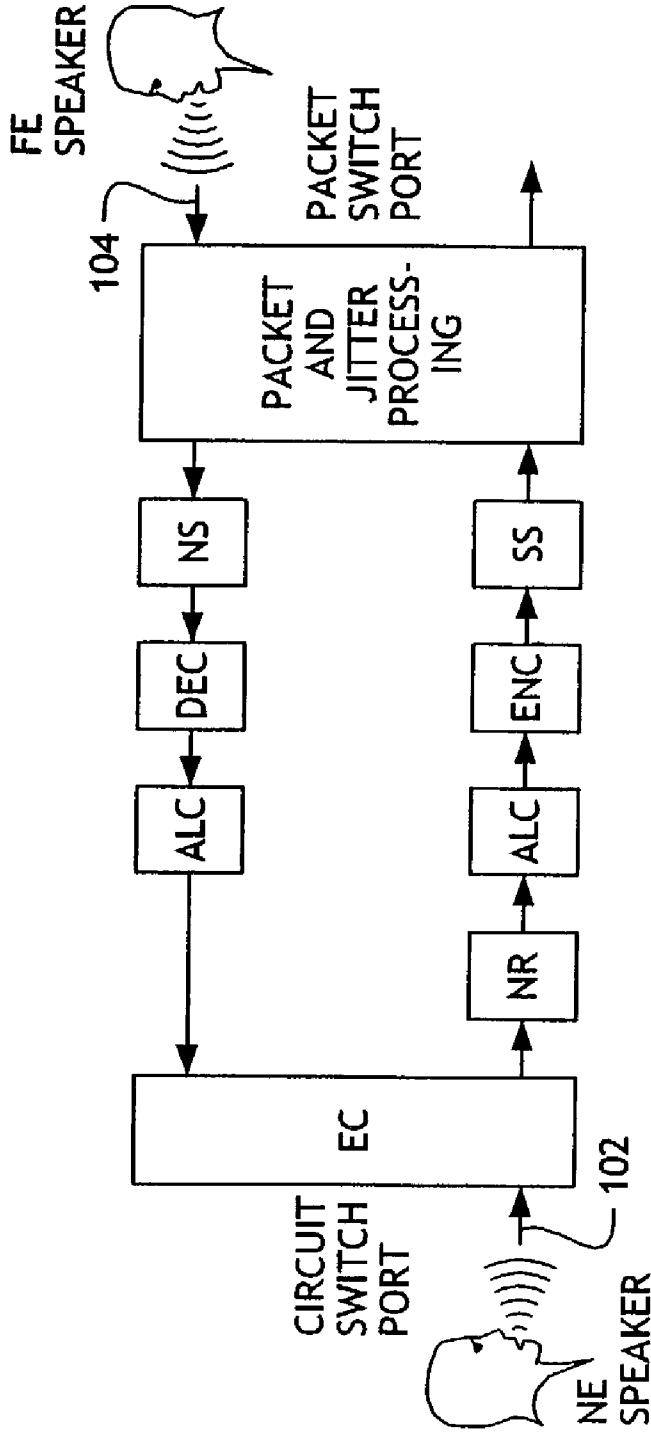 FE
SPEAKER
104
PACKET
SWITCH
PORT
PACKET
AND
JITTER
PROCESS-
ING
NS
DEC
ALC
SS
ENC
ALC
NR
EC
CIRCUIT
SWITCH
PORT
102
NE
SPEAKER